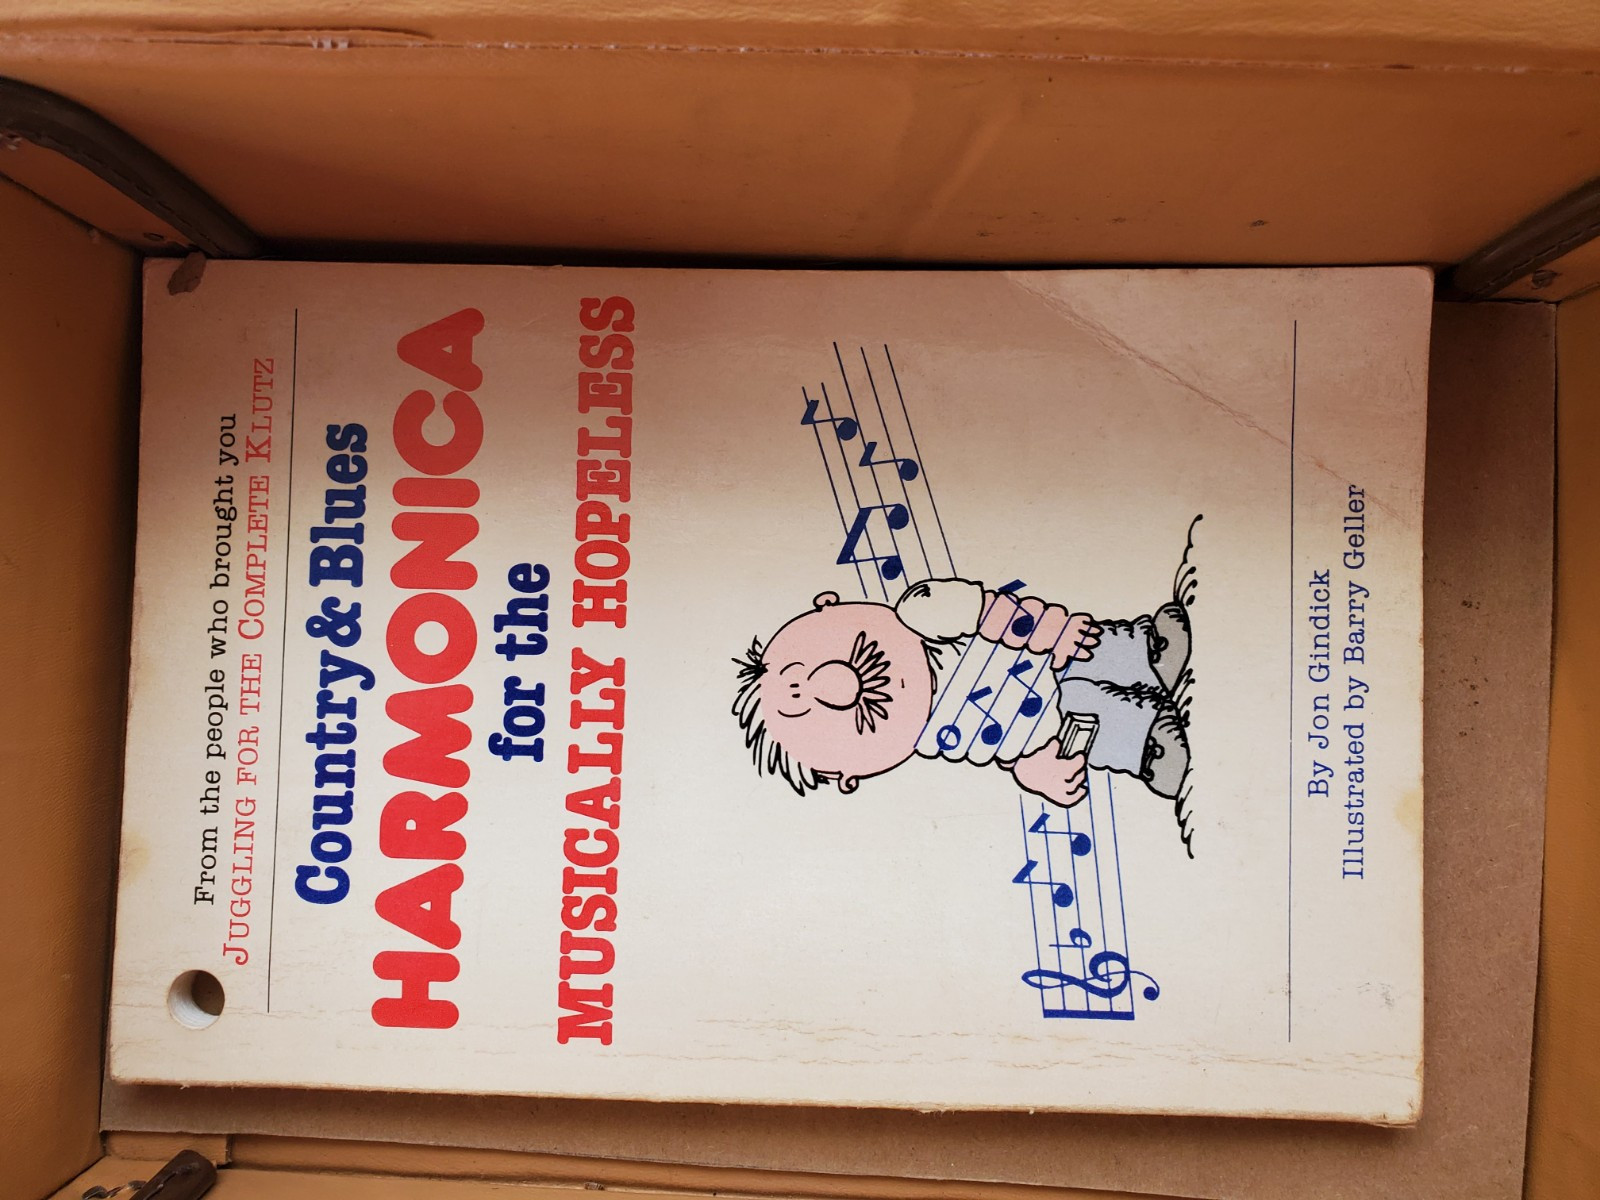 From the people who brought you
JUGGLING FOR THE COMPLETE KLUTZ
Country & Blues
HARMONICA
for the
MUSICALLY HOPELESS
By Jon Gindick
Illustrated by Barry Geller